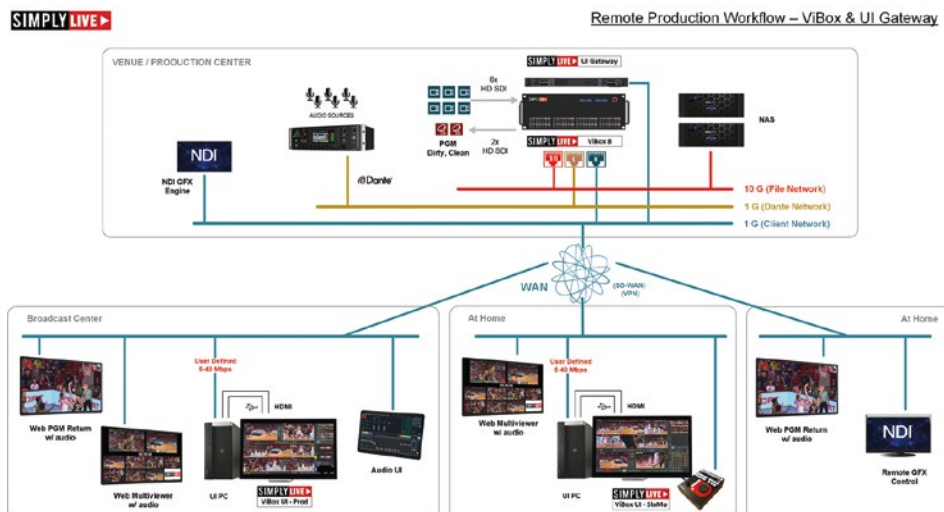 SIMPLY LIVE
Remote Production Workflow – ViBox & UI Gateway
VENUE / PRODUCTION CENTER
SIMPLY LIVE UI Gateway
AUDIO SOURCES
6x
HD SDI
NAS
NDI
NDI GFX
Engine
PGM
Dirty, Clean
2x
HD SDI
SIMPLY LIVE
ViBox 8
Dante
10 G (File Network)
1 G (Dante Network)
1 G (Client Network)
WAN
(SD-WAN)
(VPN)
Broadcast Center
User Defined
5-40 Mbps
HDMI
Web PGM Return
w/ audio
Web Multiviewer
w/ audio
UI PC
SIMPLY LIVE
ViBox UI - Prod
Audio UI
At Home
User Defined
5-40 Mbps
HDMI
Web Multiviewer
w/ audio
UI PC
SIMPLY LIVE
ViBox UI - SloMo
At Home
Web PGM Return
w/ audio
NDI
Remote GFX
Control